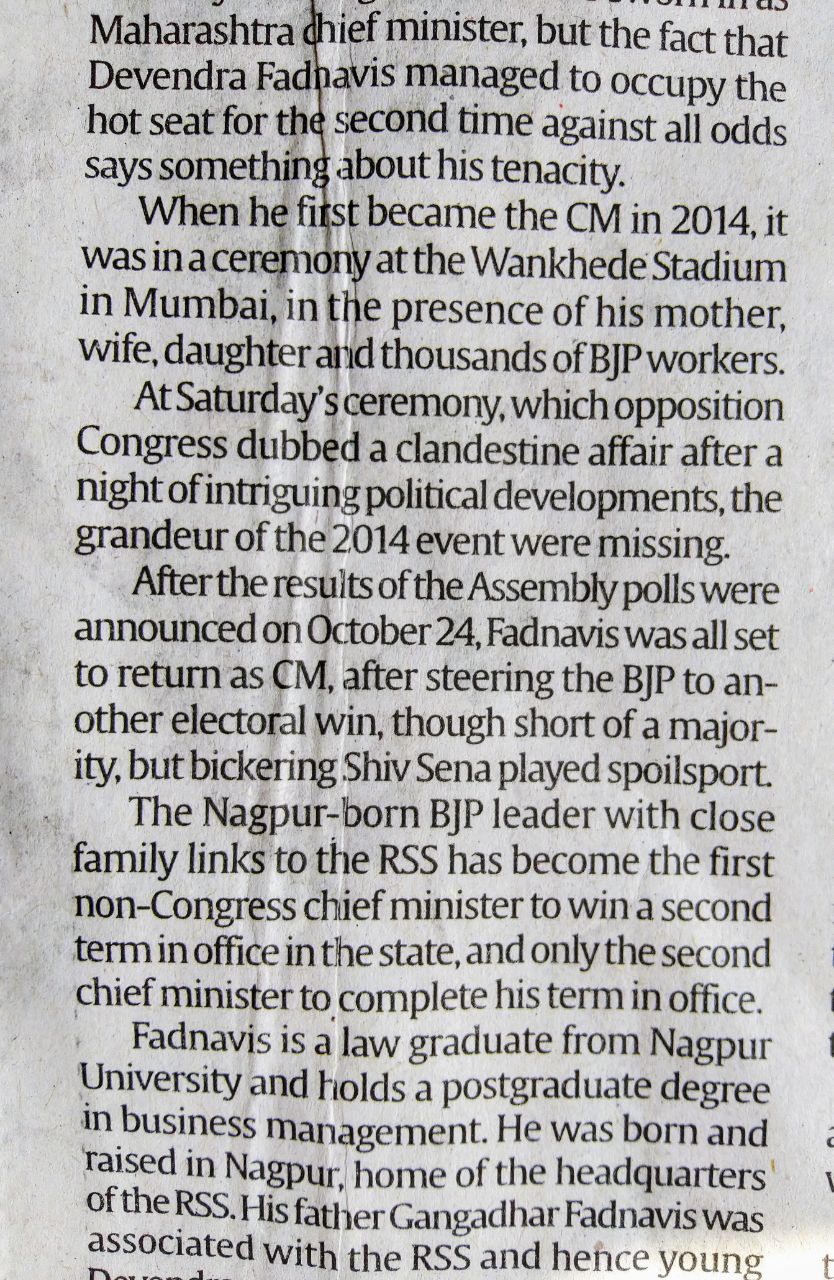 Maharashtra chief minister, but the fact that
Devendra Fadnavis managed to occupy the
hot seat for the second time against all odds
says something about his tenacity.
When he first became the CM in 2014, it
was in a ceremony at the Wankhede Stadium
in Mumbai, in the presence of his mother,
wife, daughter and thousands of BJP workers.
At Saturday's ceremony, which opposition
Congress dubbed a clandestine affair after a
night of intriguing political developments, the
grandeur of the 2014 event were missing.
After the results of the Assembly polls were
announced on October 24, Fadnavis was all set
to return as CM, after steering the BJP to an-
other electoral win, though short of a major-
ity, but bickering Shiv Sena played spoilsport.
The Nagpur-born BJP leader with close
family links to the RSS has become the first
non-Congress chief minister to win a second
term in office in the state, and only the second
chief minister to complete his term in office.
Fadnavis is a law graduate from Nagpur
University and holds a postgraduate degree
in business management. He was born and
raised in Nagpur, home of the headquarters
of the RSS. His father Gangadhar Fadnavis was
associated with the RSS and hence young